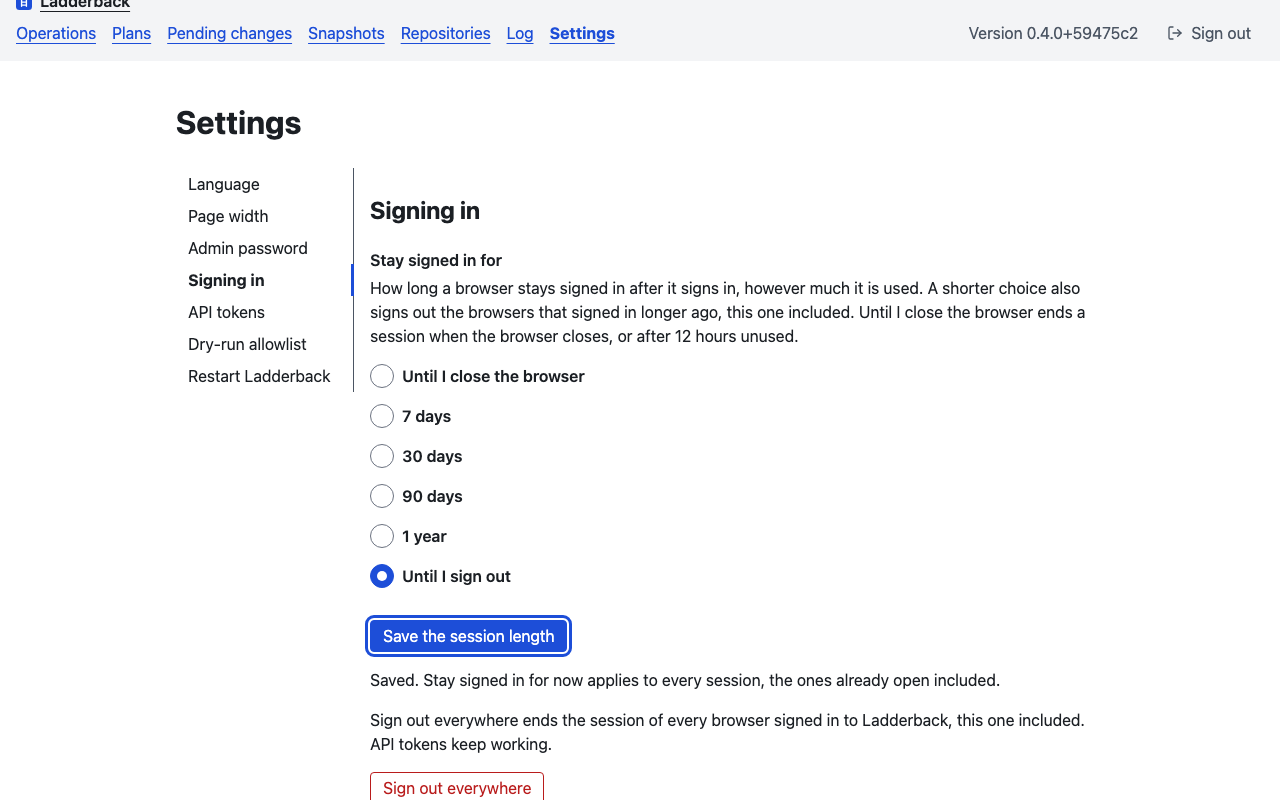 Ladderback
Operations Plans Pending changes Snapshots Repositories Log Settings Version 0.4.0+59475c2 Sign out
Settings
Language
Page width
Admin password
Signing in
API tokens
Dry-run allowlist
Restart Ladderback
Signing in
Stay signed in for
How long a browser stays signed in after it signs in, however much it is used. A shorter choice also
signs out the browsers that signed in longer ago, this one included. Until I close the browser ends a
session when the browser closes, or after 12 hours unused.
Until I close the browser
7 days
30 days
90 days
1 year
Until I sign out
Save the session length
Saved. Stay signed in for now applies to every session, the ones already open included.
Sign out everywhere ends the session of every browser signed in to Ladderback, this one included.
API tokens keep working.
Sign out everywhere